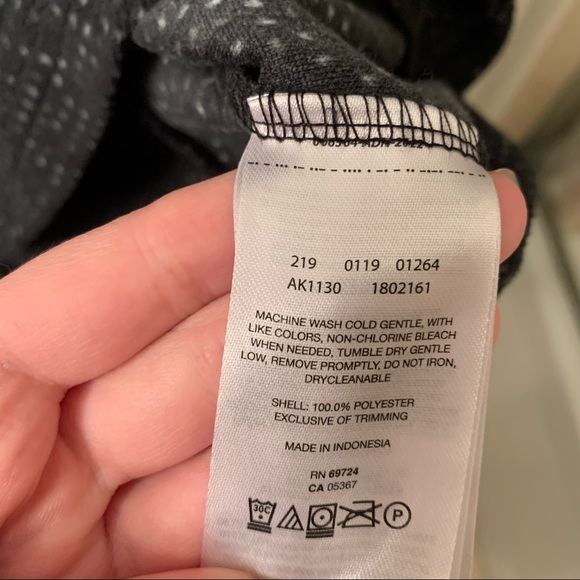 219 0119 01264
AK1130 1802161
MACHINE WASH COLD GENTLE, WITH
LIKE COLORS, NON-CHLORINE BLEACH
WHEN NEEDED, TUMBLE DRY GENTLE
LOW, REMOVE PROMPTLY, DO NOT IRON,
DRYCLEANABLE
SHELL: 100.0% POLYESTER
EXCLUSIVE OF TRIMMING
MADE IN INDONESIA
RN 69724
CA 05367
30C P